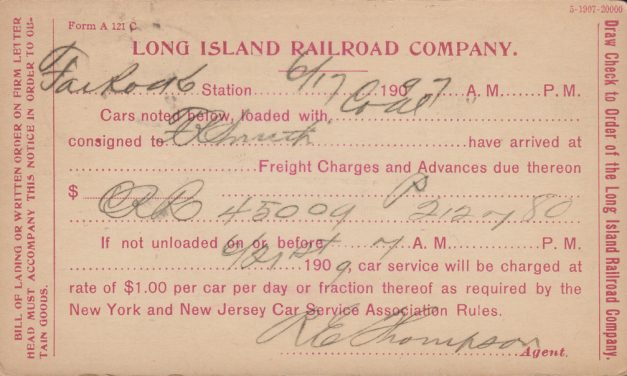 5-1907-20000
Form A 121 C
LONG ISLAND RAILROAD COMPANY.
Station 6/17 1907 A. M. P. M.
Cars noted below, loaded with, Coal
consigned to Smith have arrived at
Freight Charges and Advances due thereon
$
45009
If not unloaded on or before 7 A. M. P. M.
6/21st 190 , car service will be charged at
rate of $1.00 per car per day or fraction thereof as required by the
New York and New Jersey Car Service Association Rules.
R E Thompson
Agent.
BILL OF LADING OR WRITTEN ORDER ON FIRM LETTER
HEAD MUST ACCOMPANY THIS NOTICE IN ORDER TO OB-
TAIN GOODS.
Draw Check to Order of the Long Island Railroad Company.